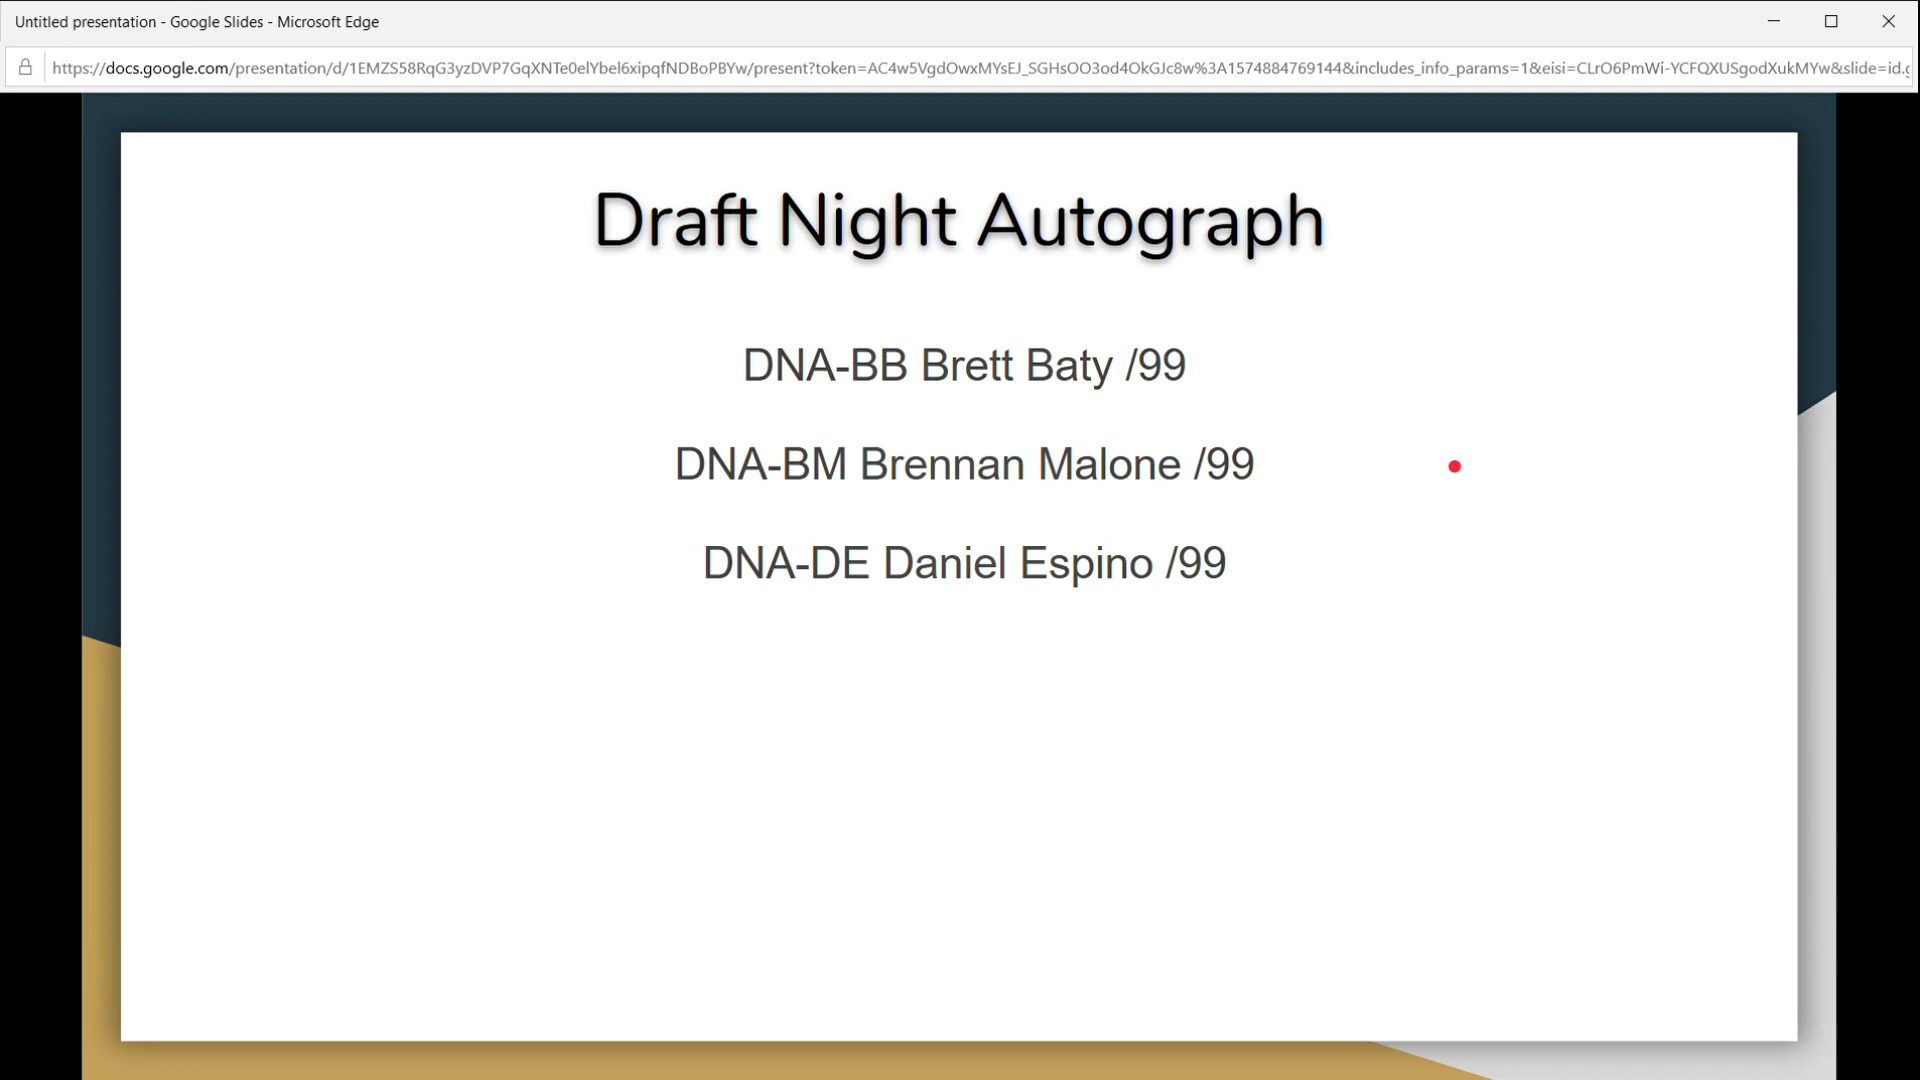 Untitled presentation - Google Slides - Microsoft Edge
https://docs.google.com/presentation/d/1EMZS58RqG3yzDVP7GqXNTe0elYbel6xipqfNDBoPBYw/present?token=AC4w5VgdOwxMYsEJ_SGHsOO3od4OkGJc8w%3A1574884769144&includes_info_params=1&eisi=CLrO6PmWi-YCFQXUSgodXukMYw&slide=id.g
Draft Night Autograph
DNA-BB Brett Baty /99
DNA-BM Brennan Malone /99
DNA-DE Daniel Espino /99